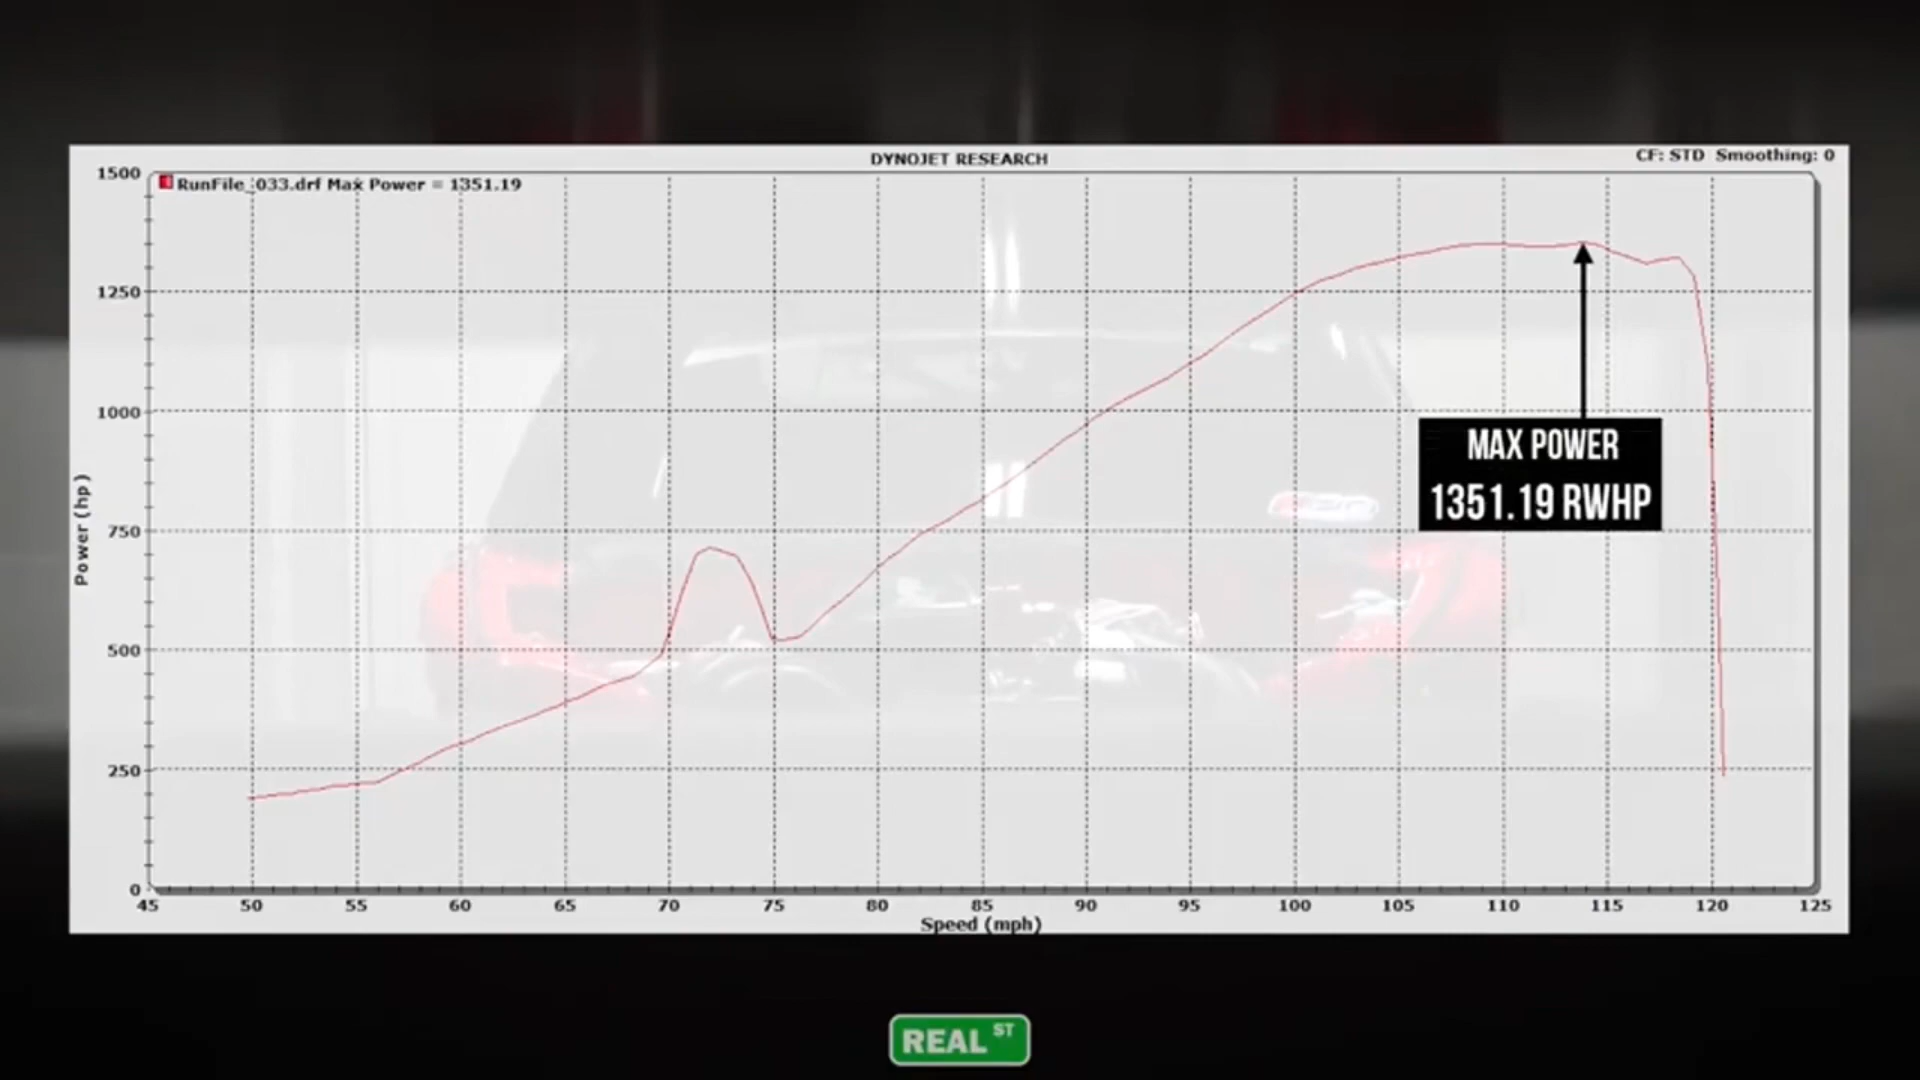 DYNOJET RESEARCH
CF: STD Smoothing: 0
RunFile_033.drf Max Power = 1351.19
1500
1250
1000
750
500
250
0
Power (hp)
MAX POWER
1351.19 RWHP
45 50 55 60 65 70 75 80 85 90 95 100 105 110 115 120 125
Speed (mph)
REAL ST